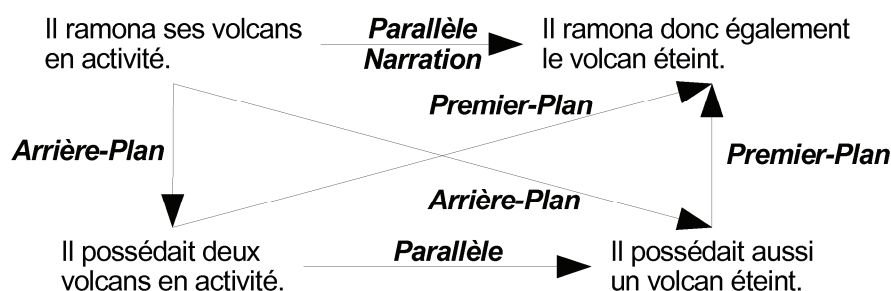 Il ramona ses volcans
en activité.
Parallèle
Narration
Il ramona donc également
le volcan éteint.
Premier-Plan
Arrière-Plan
Premier-Plan
Arrière-Plan
Il possédait deux
volcans en activité.
Parallèle
Il possédait aussi
un volcan éteint.